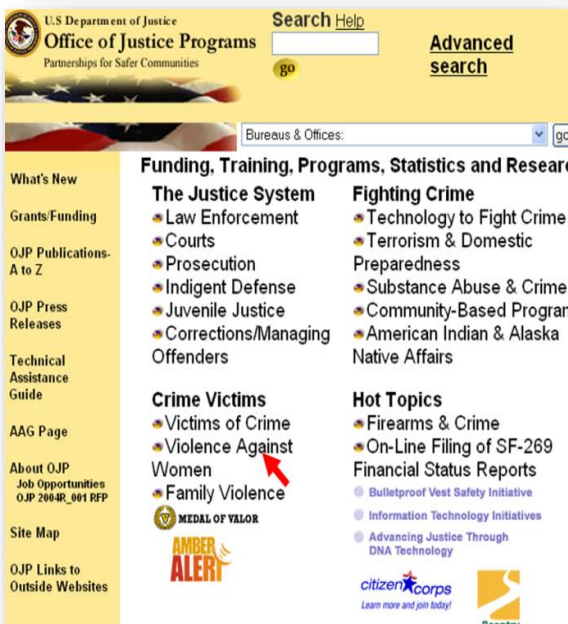 U.S Department of Justice
Office of Justice Programs
Partnerships for Safer Communities
Search Help
go
Advanced
search
Bureaus & Offices:
go
What's New
Grants/Funding
OJP Publications-
A to Z
OJP Press
Releases
Technical
Assistance
Guide
AAG Page
About OJP
Job Opportunities
OJP 2004R_001 RFP
Site Map
OJP Links to
Outside Websites
Funding, Training, Programs, Statistics and Resear
The Justice System
Law Enforcement
Courts
Prosecution
Indigent Defense
Juvenile Justice
Corrections/Managing
Offenders
Fighting Crime
Technology to Fight Crime
Terrorism & Domestic
Preparedness
Substance Abuse & Crime
Community-Based Program
American Indian & Alaska
Native Affairs
Crime Victims
Victims of Crime
Violence Against
Women
Family Violence
MEDAL OF VALOR
AMBER
ALERT
Hot Topics
Firearms & Crime
On-Line Filing of SF-269
Financial Status Reports
Bulletproof Vest Safety Initiative
Information Technology Initiatives
Advancing Justice Through
DNA Technology
citizen corps
Learn more and join today!